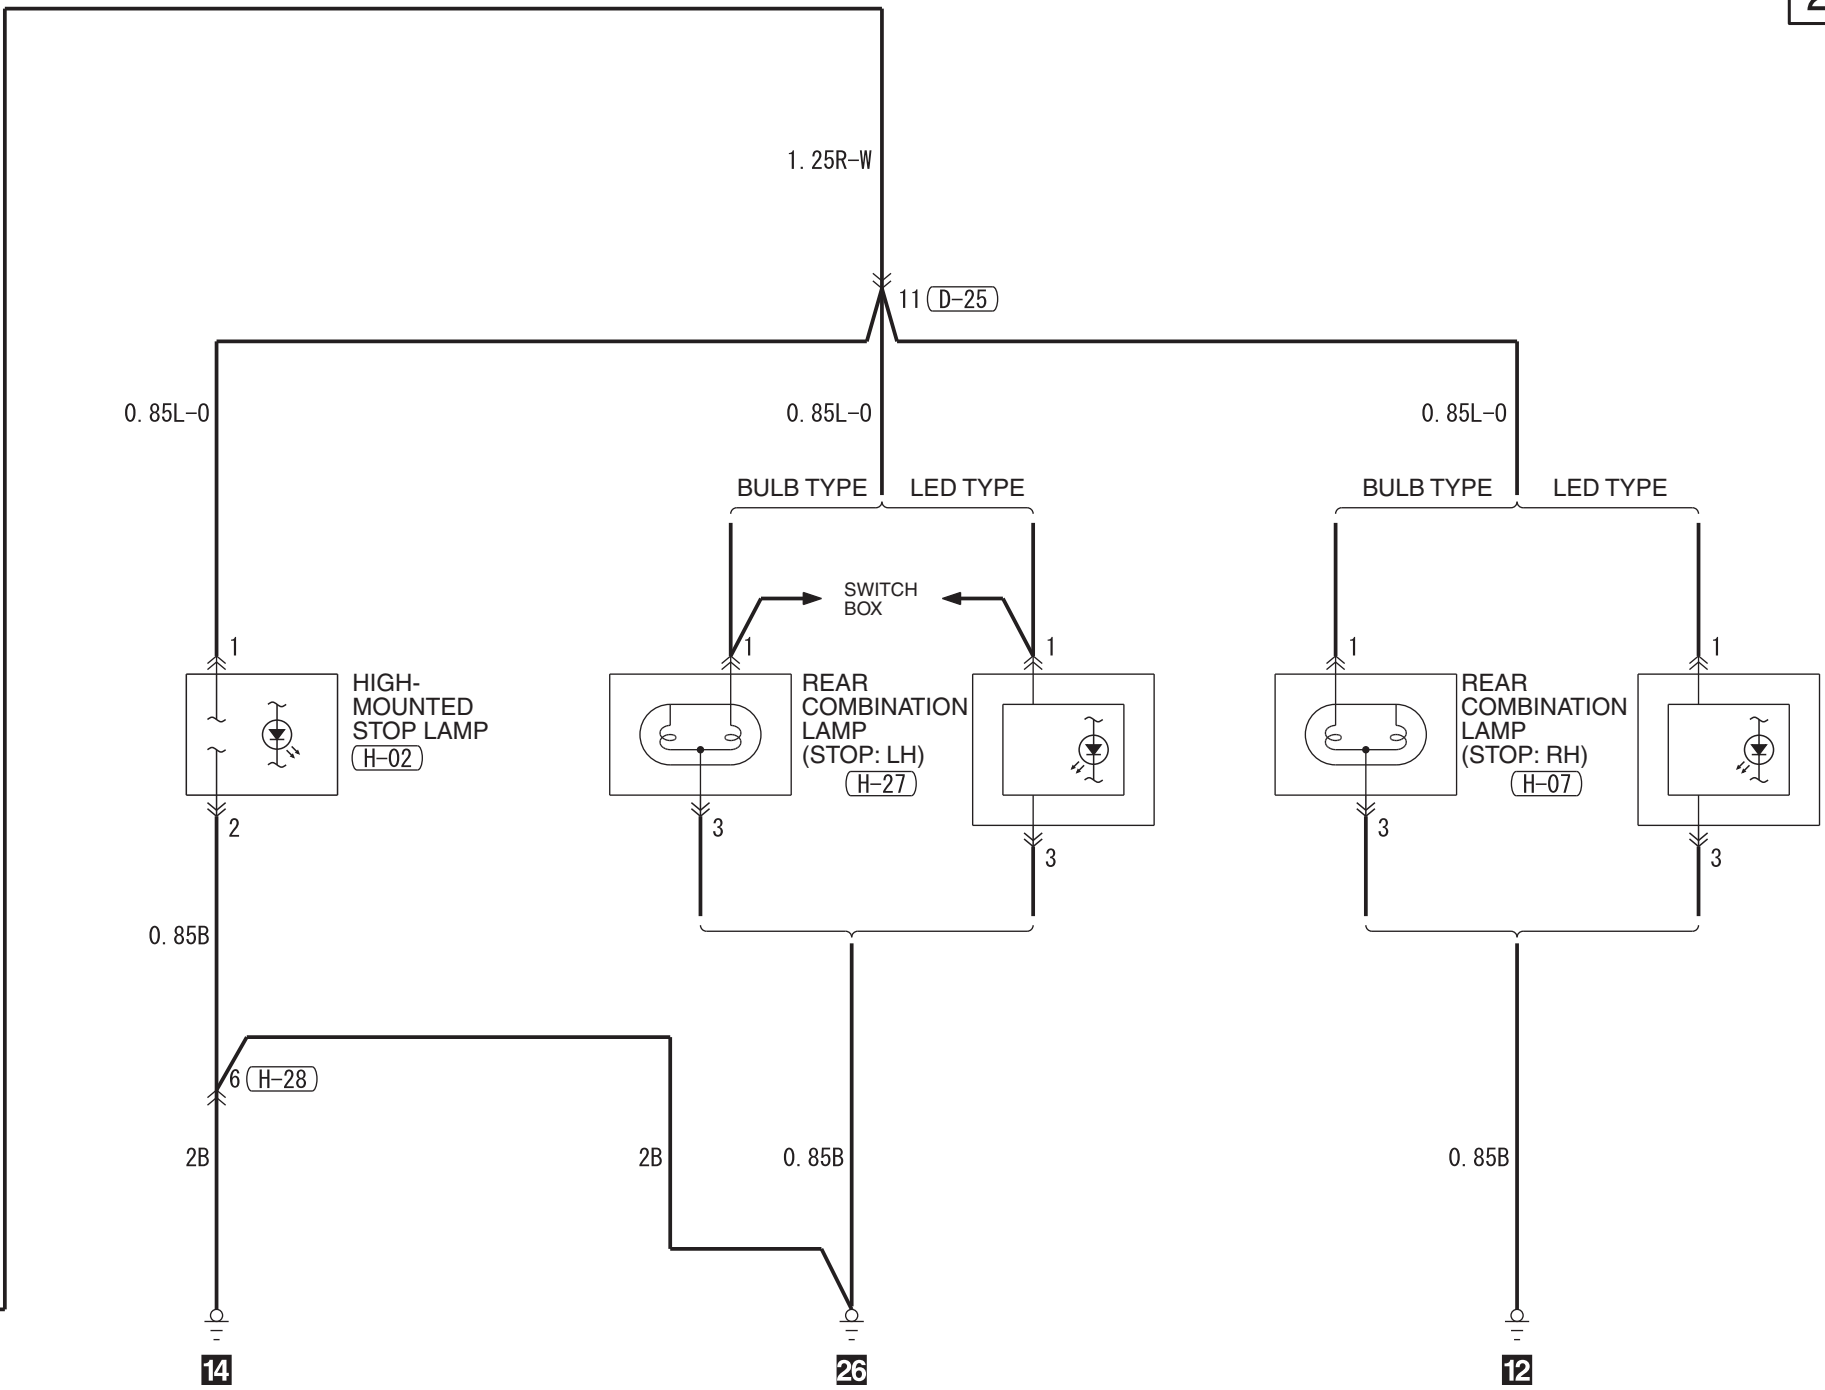 2
1.25R-W
11 D-25
0.85L-O
0.85L-O
0.85L-O
BULB TYPE
LED TYPE
BULB TYPE
LED TYPE
SWITCH
BOX
1
1
1
1
1
HIGH-
MOUNTED
STOP LAMP
H-02
REAR
COMBINATION
LAMP
(STOP: LH)
H-27
REAR
COMBINATION
LAMP
(STOP: RH)
H-07
2
3
3
3
3
0.85B
6 H-28
2B
2B
0.85B
0.85B
14
26
12